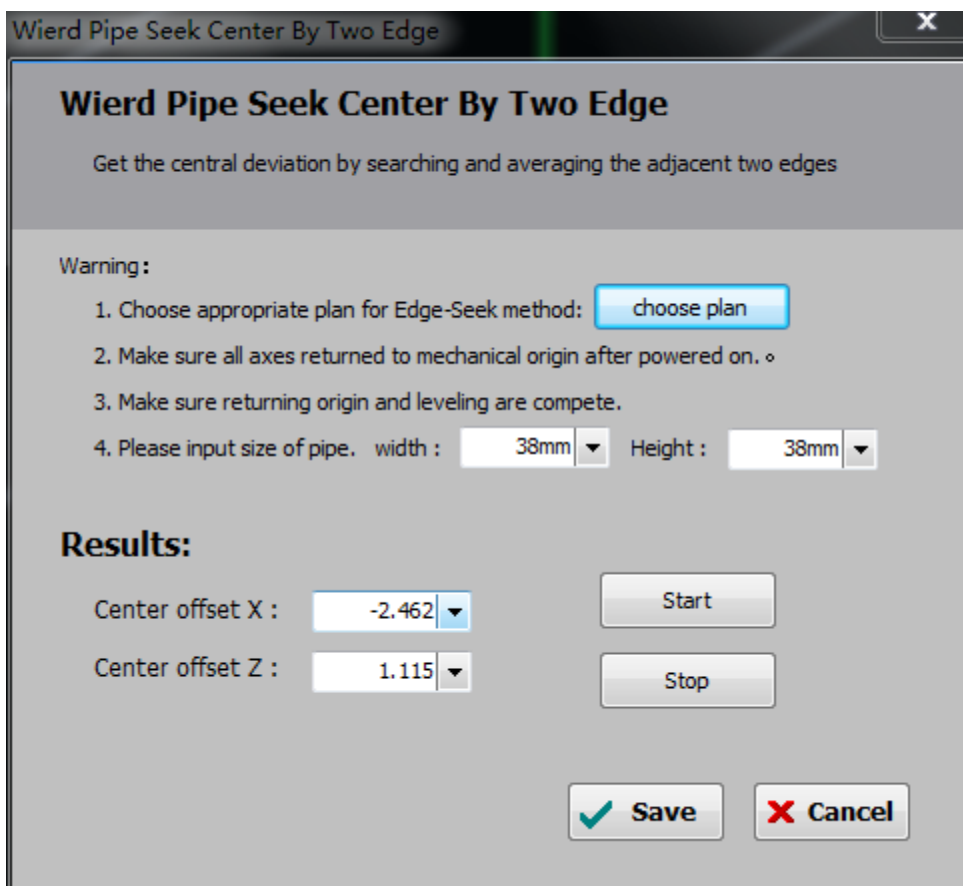 Wierd Pipe Seek Center By Two Edge
X
Wierd Pipe Seek Center By Two Edge
Get the central deviation by searching and averaging the adjacent two edges
Warning:
1. Choose appropriate plan for Edge-Seek method: choose plan
2. Make sure all axes returned to mechanical origin after powered on. 。
3. Make sure returning origin and leveling are compete.
4. Please input size of pipe. width : 38mm Height : 38mm
Results:
Center offset X : -2.462 Start
Center offset Z : 1.115 Stop
Save Cancel